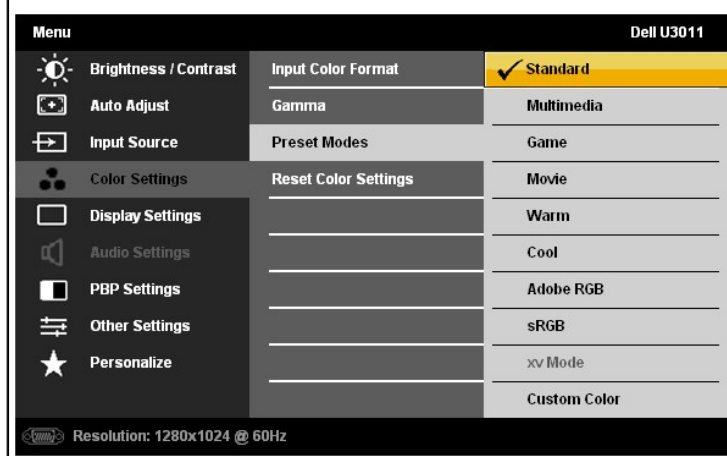 Menu Dell U3011
Brightness / Contrast
Auto Adjust
Input Source
Color Settings
Display Settings
Audio Settings
PBP Settings
Other Settings
Personalize
Input Color Format
Gamma
Preset Modes
Reset Color Settings
Standard
Multimedia
Game
Movie
Warm
Cool
Adobe RGB
sRGB
xv Mode
Custom Color
Resolution: 1280x1024 @ 60Hz